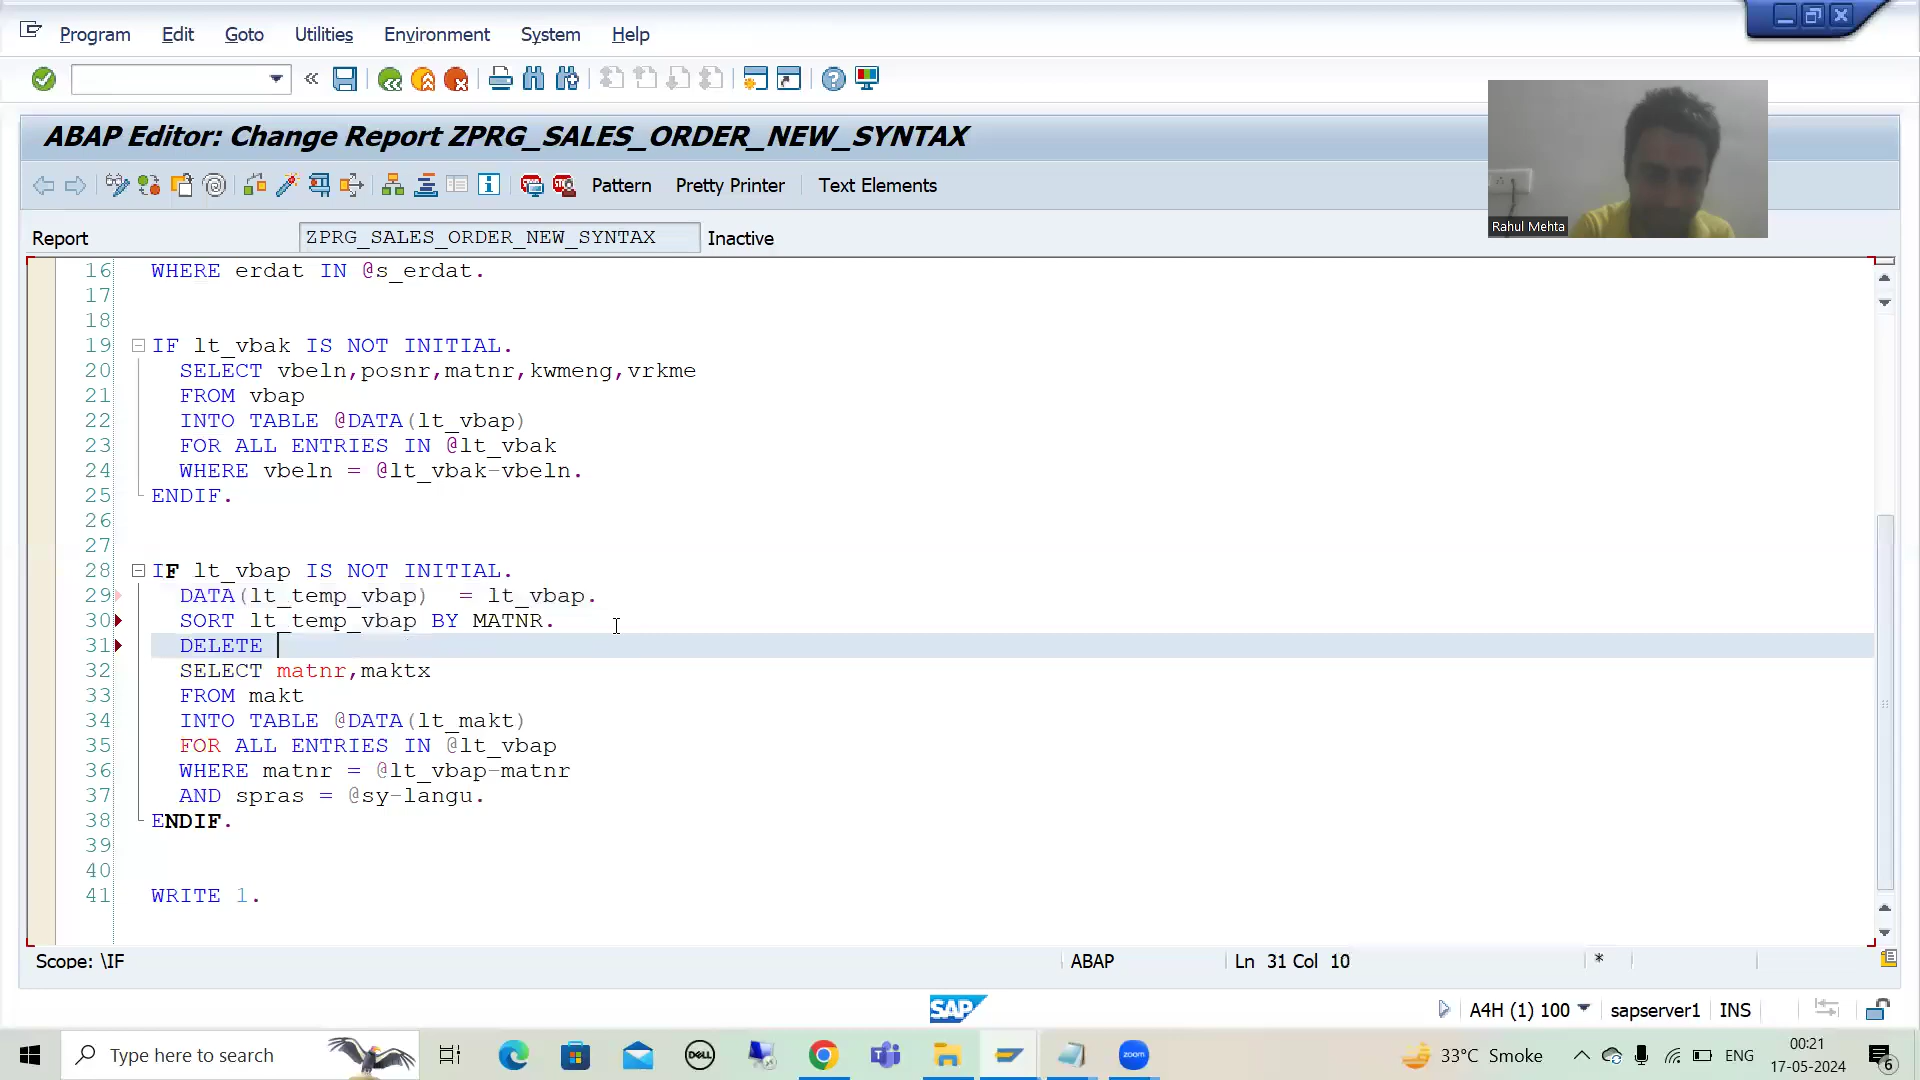 Program Edit Goto Utilities Environment System Help
ABAP Editor: Change Report ZPRG_SALES_ORDER_NEW_SYNTAX
Pattern Pretty Printer Text Elements
Rahul Mehta
Report ZPRG_SALES_ORDER_NEW_SYNTAX Inactive
16 WHERE erdat IN @s_erdat.
17
18
19 IF lt_vbak IS NOT INITIAL.
20 SELECT vbeln,posnr,matnr,kwmeng,vrkme
21 FROM vbap
22 INTO TABLE @DATA(lt_vbap)
23 FOR ALL ENTRIES IN @lt_vbak
24 WHERE vbeln = @lt_vbak-vbeln.
25 ENDIF.
26
27
28 IF lt_vbap IS NOT INITIAL.
29 DATA(lt_temp_vbap) = lt_vbap.
30 SORT lt_temp_vbap BY MATNR.
31 DELETE
32 SELECT matnr,maktx
33 FROM makt
34 INTO TABLE @DATA(lt_makt)
35 FOR ALL ENTRIES IN @lt_vbap
36 WHERE matnr = @lt_vbap-matnr
37 AND spras = @sy-langu.
38 ENDIF.
39
40
41 WRITE 1.
Scope: \IF ABAP Ln 31 Col 10 *
SAP A4H (1) 100 sapserver1 INS
Type here to search DELL zoom 33°C Smoke ENG 00:21
17-05-2024 6